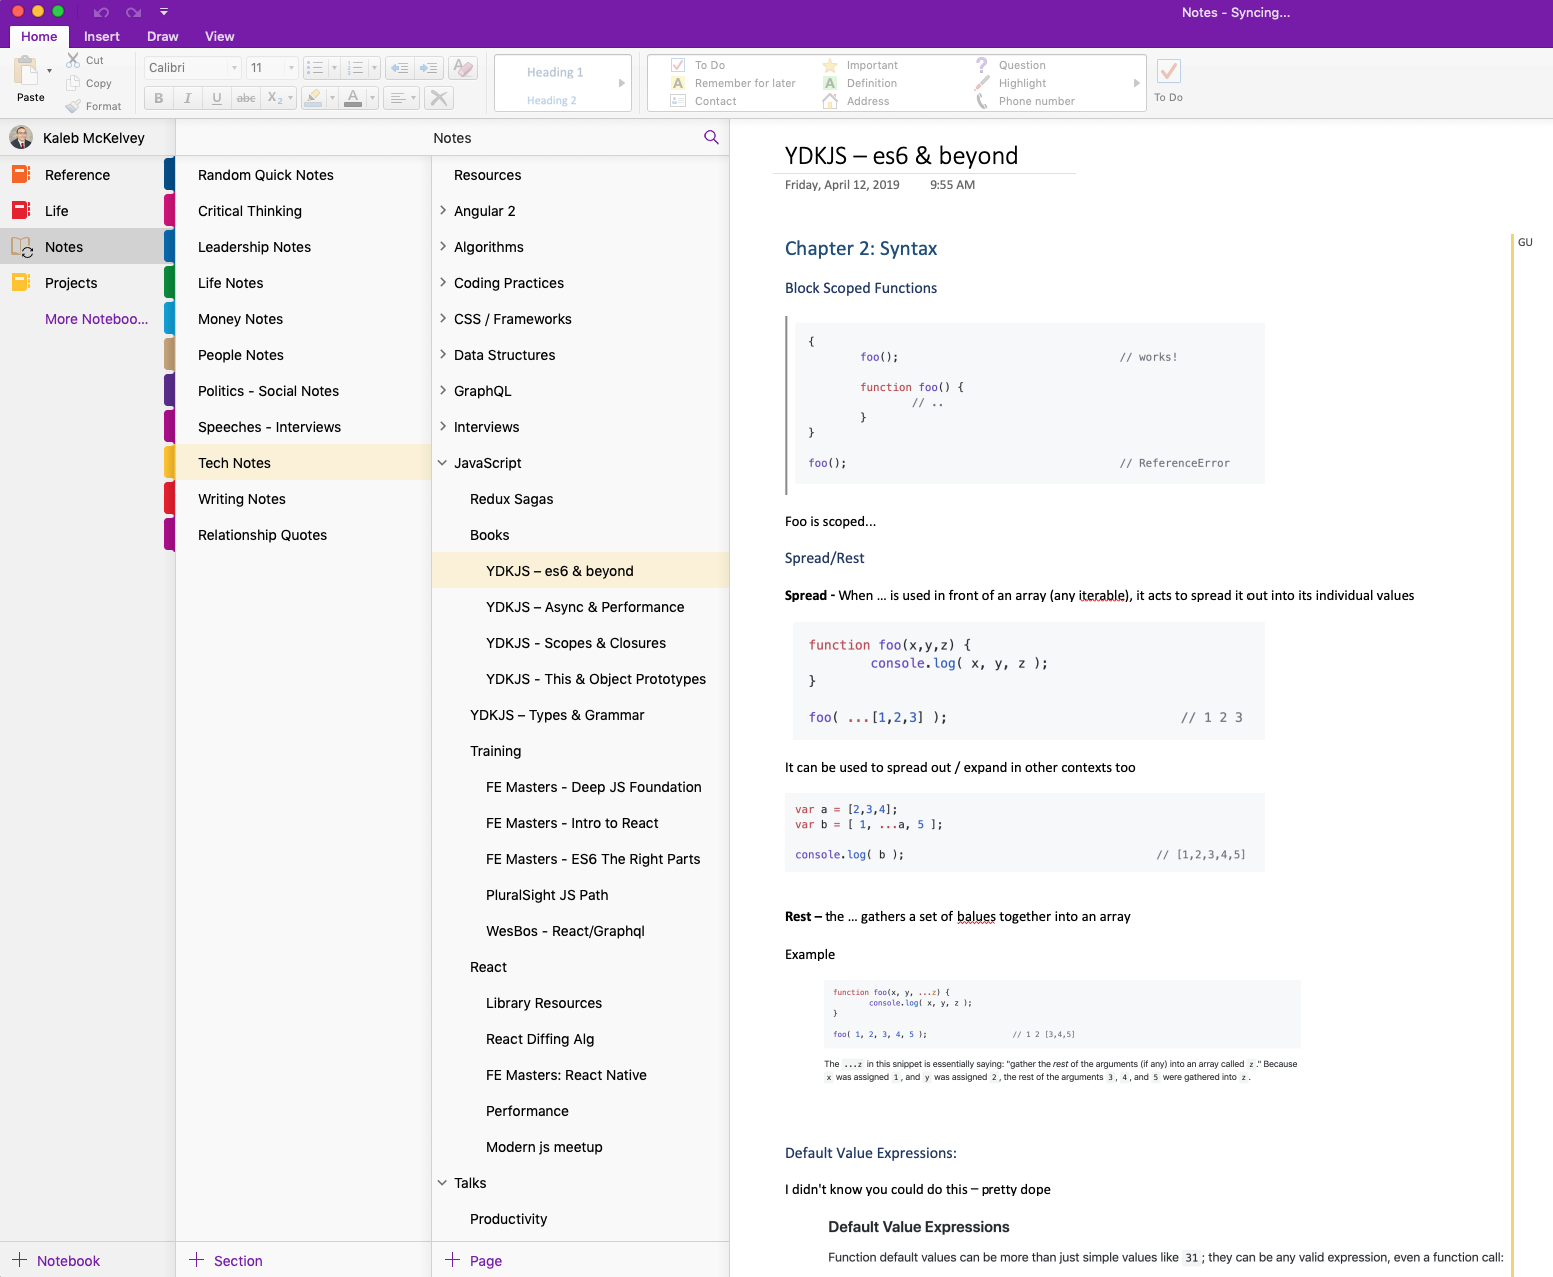 Notes - Syncing...
Home Insert Draw View
Paste
Cut
Copy
Format
Calibri 11
B I U abc X2 A
Heading 1
Heading 2
To Do
Remember for later
Contact
Important
Definition
Address
Question
Highlight
Phone number
To Do
Kaleb McKelvey
Reference
Life
Notes
Projects
More Noteboo...
Notebook
Random Quick Notes
Critical Thinking
Leadership Notes
Life Notes
Money Notes
People Notes
Politics - Social Notes
Speeches - Interviews
Tech Notes
Writing Notes
Relationship Quotes
Section
Notes
Resources
Angular 2
Algorithms
Coding Practices
CSS / Frameworks
Data Structures
GraphQL
Interviews
JavaScript
Redux Sagas
Books
YDKJS – es6 & beyond
YDKJS – Async & Performance
YDKJS - Scopes & Closures
YDKJS - This & Object Prototypes
YDKJS – Types & Grammar
Training
FE Masters - Deep JS Foundation
FE Masters - Intro to React
FE Masters - ES6 The Right Parts
PluralSight JS Path
WesBos - React/Graphql
React
Library Resources
React Diffing Alg
FE Masters: React Native
Performance
Modern js meetup
Talks
Productivity
Page
YDKJS – es6 & beyond
Friday, April 12, 2019 9:55 AM
GU
Chapter 2: Syntax
Block Scoped Functions
{
foo(); // works!
function foo() {
// ..
}
}
foo(); // ReferenceError
Foo is scoped...
Spread/Rest
Spread - When ... is used in front of an array (any iterable), it acts to spread it out into its individual values
function foo(x,y,z) {
console.log( x, y, z );
}
foo( ...[1,2,3] ); // 1 2 3
It can be used to spread out / expand in other contexts too
var a = [2,3,4];
var b = [ 1, ...a, 5 ];
console.log( b ); // [1,2,3,4,5]
Rest – the ... gathers a set of balues together into an array
Example
function foo(x, y, ...z) {
console.log( x, y, z );
}
foo( 1, 2, 3, 4, 5 ); // 1 2 [3,4,5]
The ...z in this snippet is essentially saying: "gather the rest of the arguments (if any) into an array called z." Because
x was assigned 1, and y was assigned 2, the rest of the arguments 3, 4, and 5 were gathered into z.
Default Value Expressions:
I didn't know you could do this – pretty dope
Default Value Expressions
Function default values can be more than just simple values like 31; they can be any valid expression, even a function call: